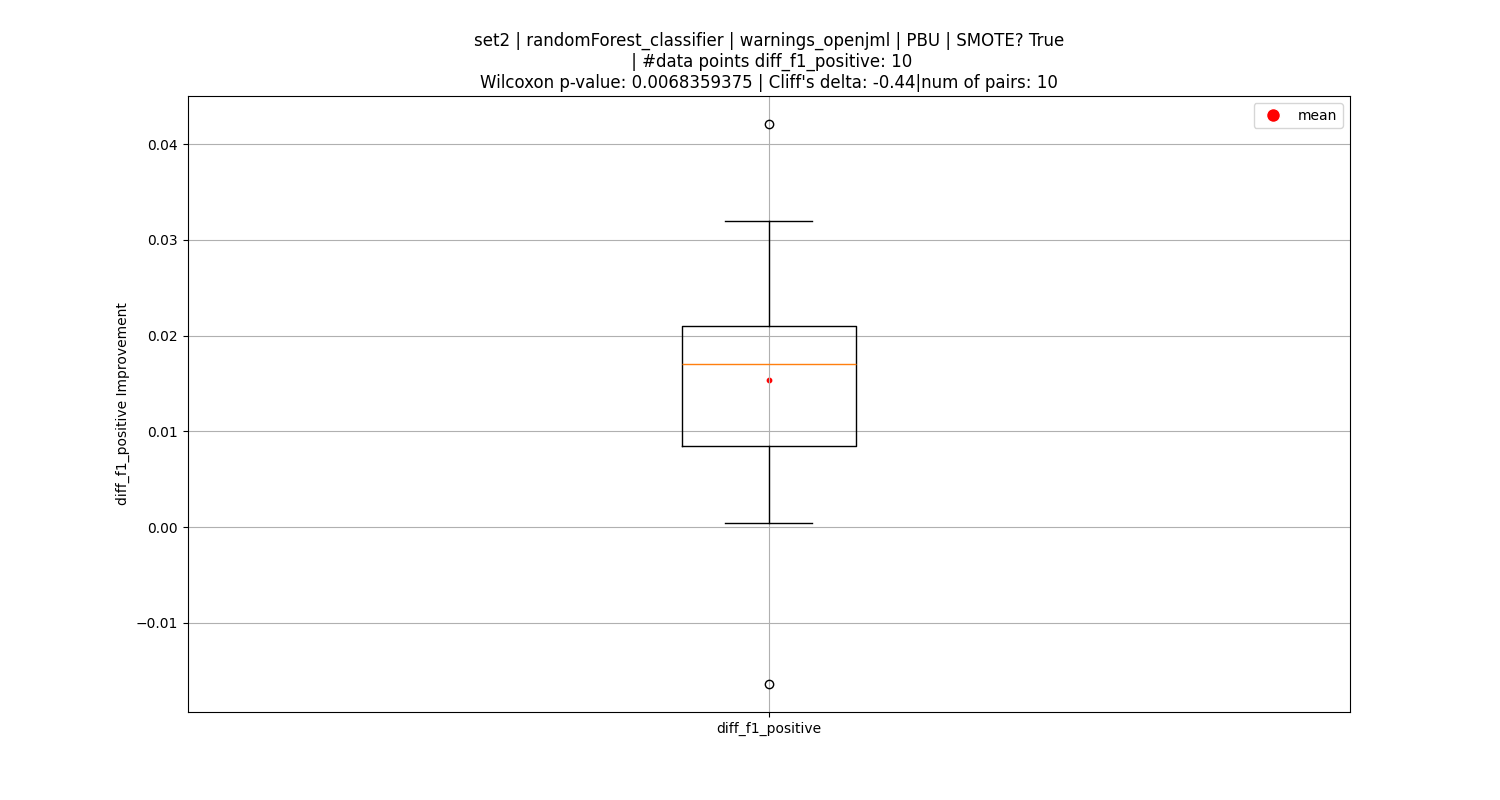 set2 | randomForest_classifier | warnings_openjml | PBU | SMOTE? True
| #data points diff_f1_positive: 10
Wilcoxon p-value: 0.0068359375 | Cliff's delta: -0.44|num of pairs: 10
mean
0.04
0.03
0.02
0.01
0.00
−0.01
diff_f1_positive Improvement
diff_f1_positive